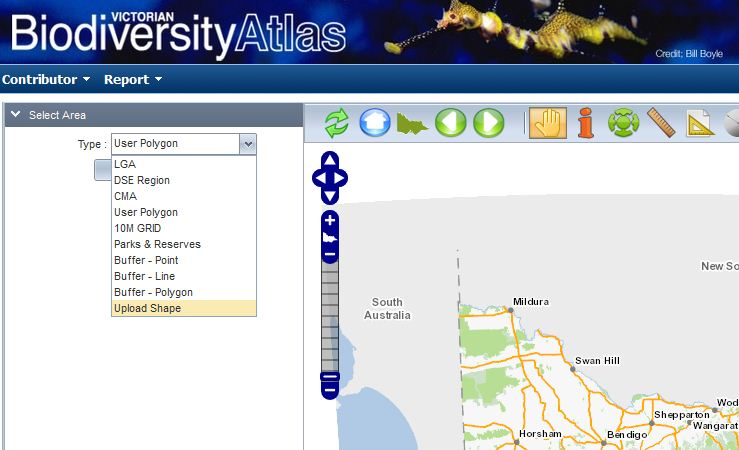 VICTORIAN
BiodiversityAtlas
Credit: Bill Boyle
Contributor Report
Select Area
Type : User Polygon
LGA
DSE Region
CMA
User Polygon
10M GRID
Parks & Reserves
Buffer - Point
Buffer - Line
Buffer - Polygon
Upload Shape
New So
South
Australia
Mildura
Swan Hill
Wod
Shepparton
Wangarat
Horsham
Bendigo